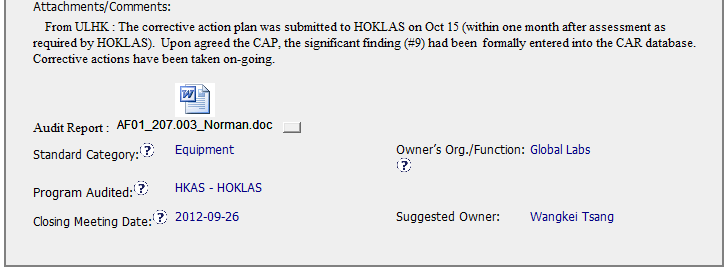 Attachments/Comments:
From ULHK : The corrective action plan was submitted to HOKLAS on Oct 15 (within one month after assessment as
required by HOKLAS). Upon agreed the CAP, the significant finding (#9) had been formally entered into the CAR database.
Corrective actions have been taken on-going.
Audit Report : AF01_207.003_Norman.doc
Standard Category: ? Equipment Owner's Org./Function: Global Labs
?
Program Audited: ? HKAS - HOKLAS
Closing Meeting Date: ? 2012-09-26 Suggested Owner: Wangkei Tsang